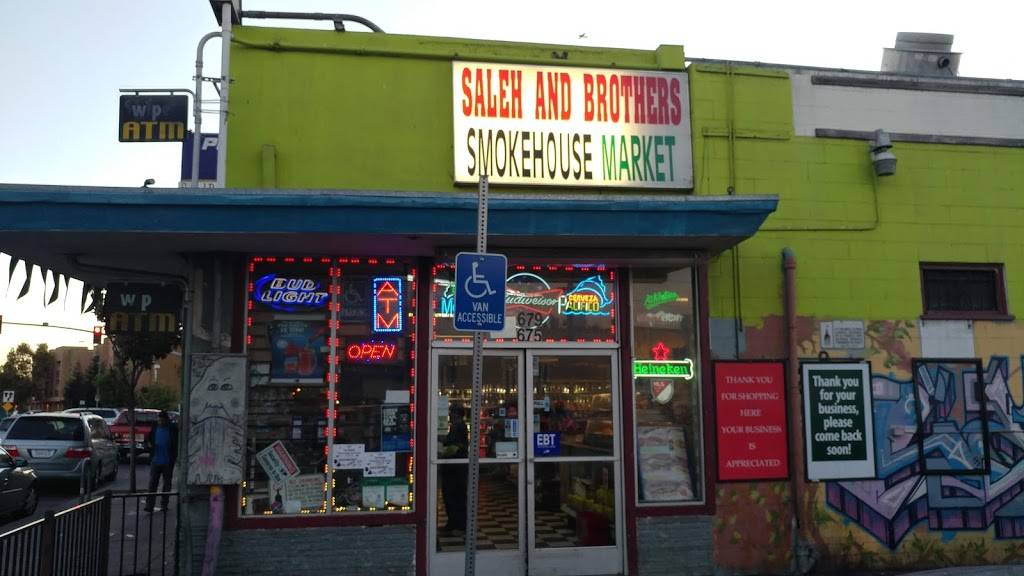 SALEH AND BROTHERS
SMOKEHOUSE MARKET
wp
ATM
P
BUD
LIGHT
ATM
OPEN
VAN
ACCESSIBLE
Budweiser
CERVEZA
PACIFICO
679
675
Heineken
EBT
wp
ATM
THANK YOU
FOR SHOPPING
HERE
YOUR BUSINESS
IS
APPRECIATED
Thank you
for your
business,
please
come back
soon!